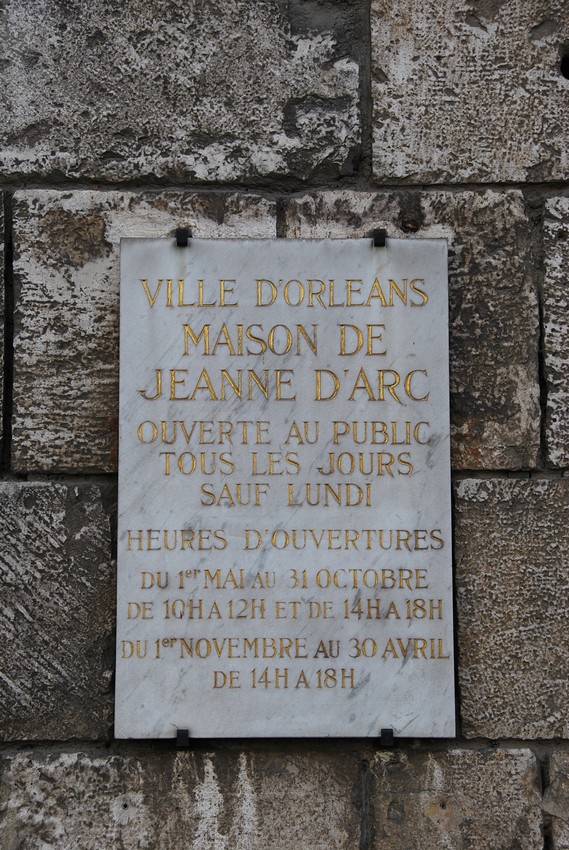 VILLE D'ORLEANS
MAISON DE
JEANNE D'ARC
OUVERTE AU PUBLIC
TOUS LES JOURS
SAUF LUNDI
HEURES D'OUVERTURES
DU 1er MAI AU 31 OCTOBRE
DE 10H A 12H ET DE 14H A 18H
DU 1er NOVEMBRE AU 30 AVRIL
DE 14H A 18H